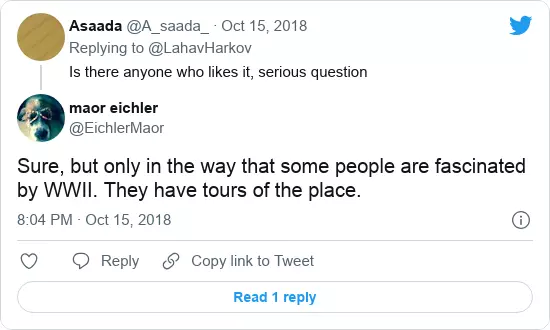 Asaada @A_saada_ · Oct 15, 2018
Replying to @LahavHarkov
Is there anyone who likes it, serious question
maor eichler
@EichlerMaor
Sure, but only in the way that some people are fascinated
by WWII. They have tours of the place.
8:04 PM · Oct 15, 2018
Reply
Copy link to Tweet
Read 1 reply